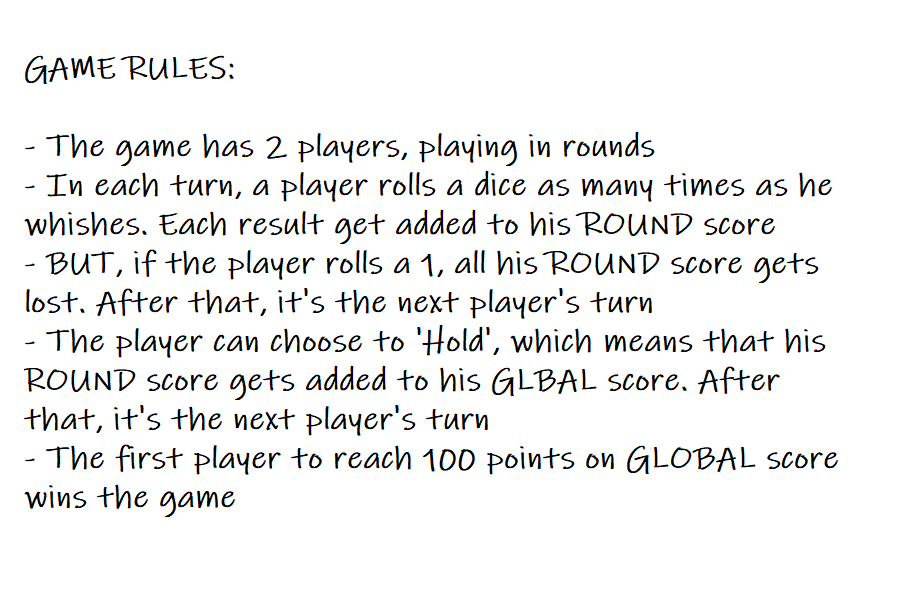 GAME RULES:
- The game has 2 players, playing in rounds
- In each turn, a player rolls a dice as many times as he
whishes. Each result get added to his ROUND score
- BUT, if the player rolls a 1, all his ROUND score gets
lost. After that, it's the next player's turn
- The player can choose to 'Hold', which means that his
ROUND score gets added to his GLBAL score. After
that, it's the next player's turn
- The first player to reach 100 points on GLOBAL score
wins the game